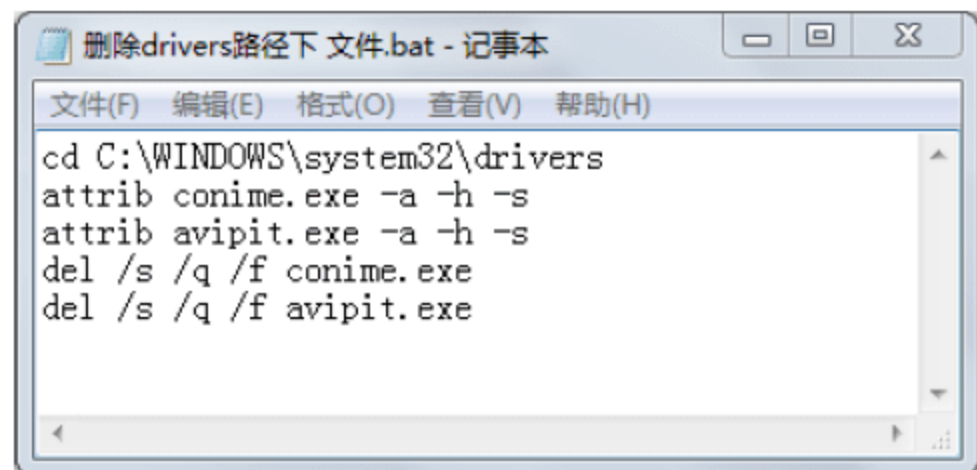 删除drivers路径下 文件.bat - 记事本
文件(F) 编辑(E) 格式(O) 查看(V) 帮助(H)
cd C:\WINDOWS\system32\drivers
attrib conime.exe -a -h -s
attrib avipit.exe -a -h -s
del /s /q /f conime.exe
del /s /q /f avipit.exe